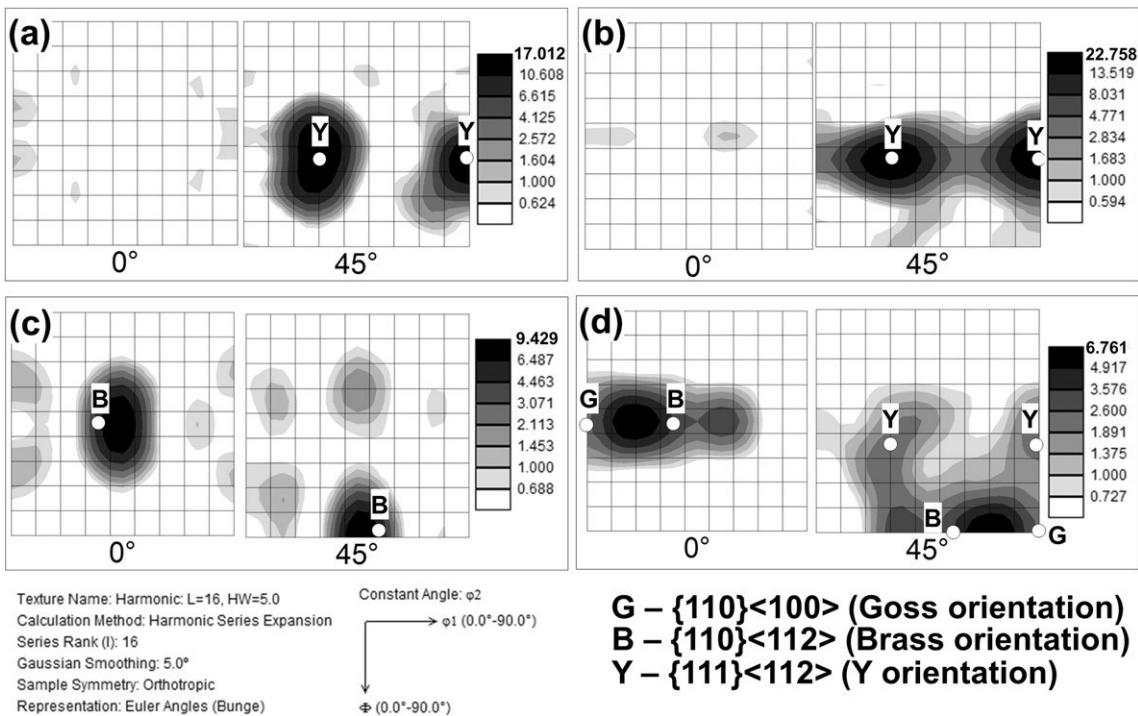 (a)
Y
Y
17.012
10.608
6.615
4.125
2.572
1.604
1.000
0.624
0°
45°
(b)
Y
Y
22.758
13.519
8.031
4.771
2.834
1.683
1.000
0.594
0°
45°
(c)
B
B
9.429
6.487
4.463
3.071
2.113
1.453
1.000
0.688
0°
45°
(d)
G
B
Y
Y
B
G
6.761
4.917
3.576
2.600
1.891
1.375
1.000
0.727
0°
45°
Texture Name: Harmonic: L=16, HW=5.0
Calculation Method: Harmonic Series Expansion
Series Rank (l): 16
Gaussian Smoothing: 5.0°
Sample Symmetry: Orthotropic
Representation: Euler Angles (Bunge)
Constant Angle: φ2
φ1 (0.0°-90.0°)
Φ (0.0°-90.0°)
G – {110}<100> (Goss orientation)
B – {110}<112> (Brass orientation)
Y – {111}<112> (Y orientation)